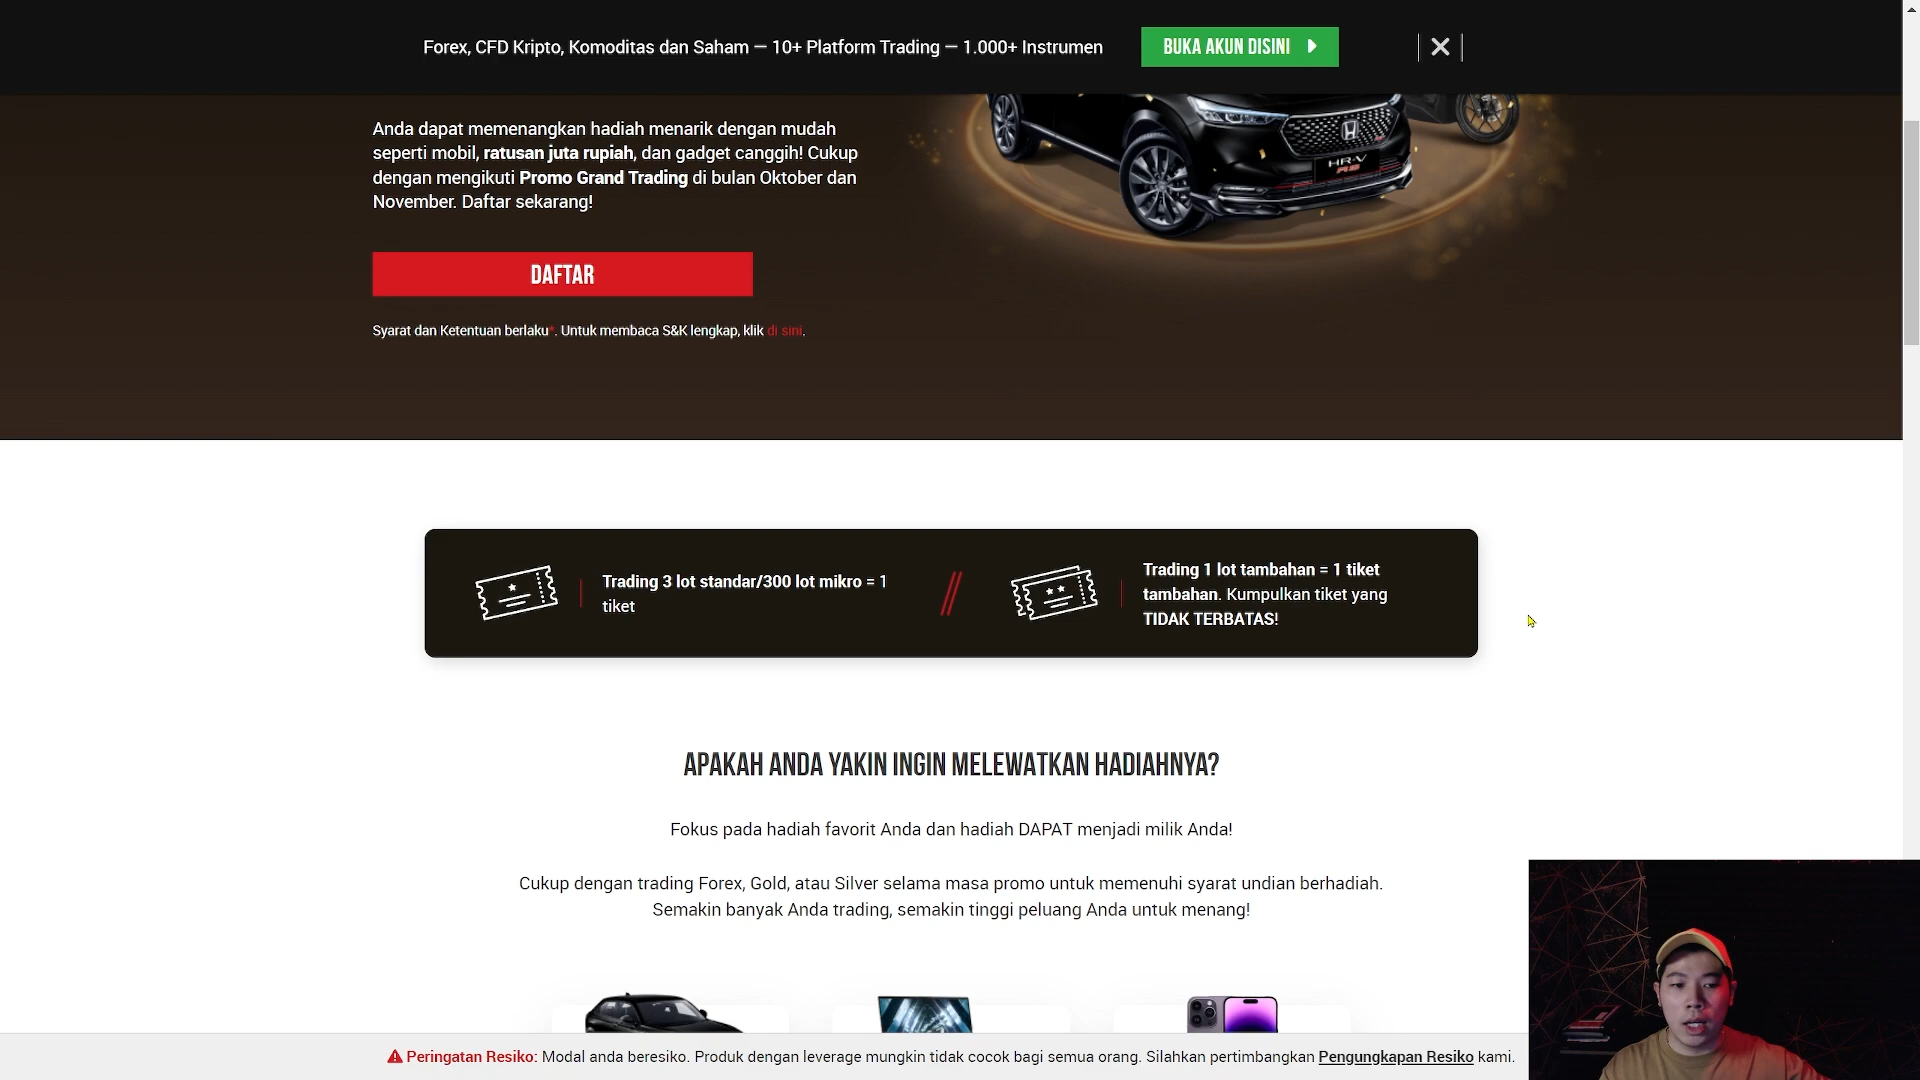 Forex, CFD Kripto, Komoditas dan Saham — 10+ Platform Trading — 1.000+ Instrumen
BUKA AKUN DISINI
Anda dapat memenangkan hadiah menarik dengan mudah
seperti mobil, ratusan juta rupiah, dan gadget canggih! Cukup
dengan mengikuti Promo Grand Trading di bulan Oktober dan
November. Daftar sekarang!
HR-V
RS
DAFTAR
Syarat dan Ketentuan berlaku*. Untuk membaca S&K lengkap, klik di sini.
Trading 3 lot standar/300 lot mikro = 1
tiket
Trading 1 lot tambahan = 1 tiket
tambahan. Kumpulkan tiket yang
TIDAK TERBATAS!
APAKAH ANDA YAKIN INGIN MELEWATKAN HADIAHNYA?
Fokus pada hadiah favorit Anda dan hadiah DAPAT menjadi milik Anda!
Cukup dengan trading Forex, Gold, atau Silver selama masa promo untuk memenuhi syarat undian berhadiah.
Semakin banyak Anda trading, semakin tinggi peluang Anda untuk menang!
Peringatan Resiko: Modal anda beresiko. Produk dengan leverage mungkin tidak cocok bagi semua orang. Silahkan pertimbangkan Pengungkapan Resiko kami.